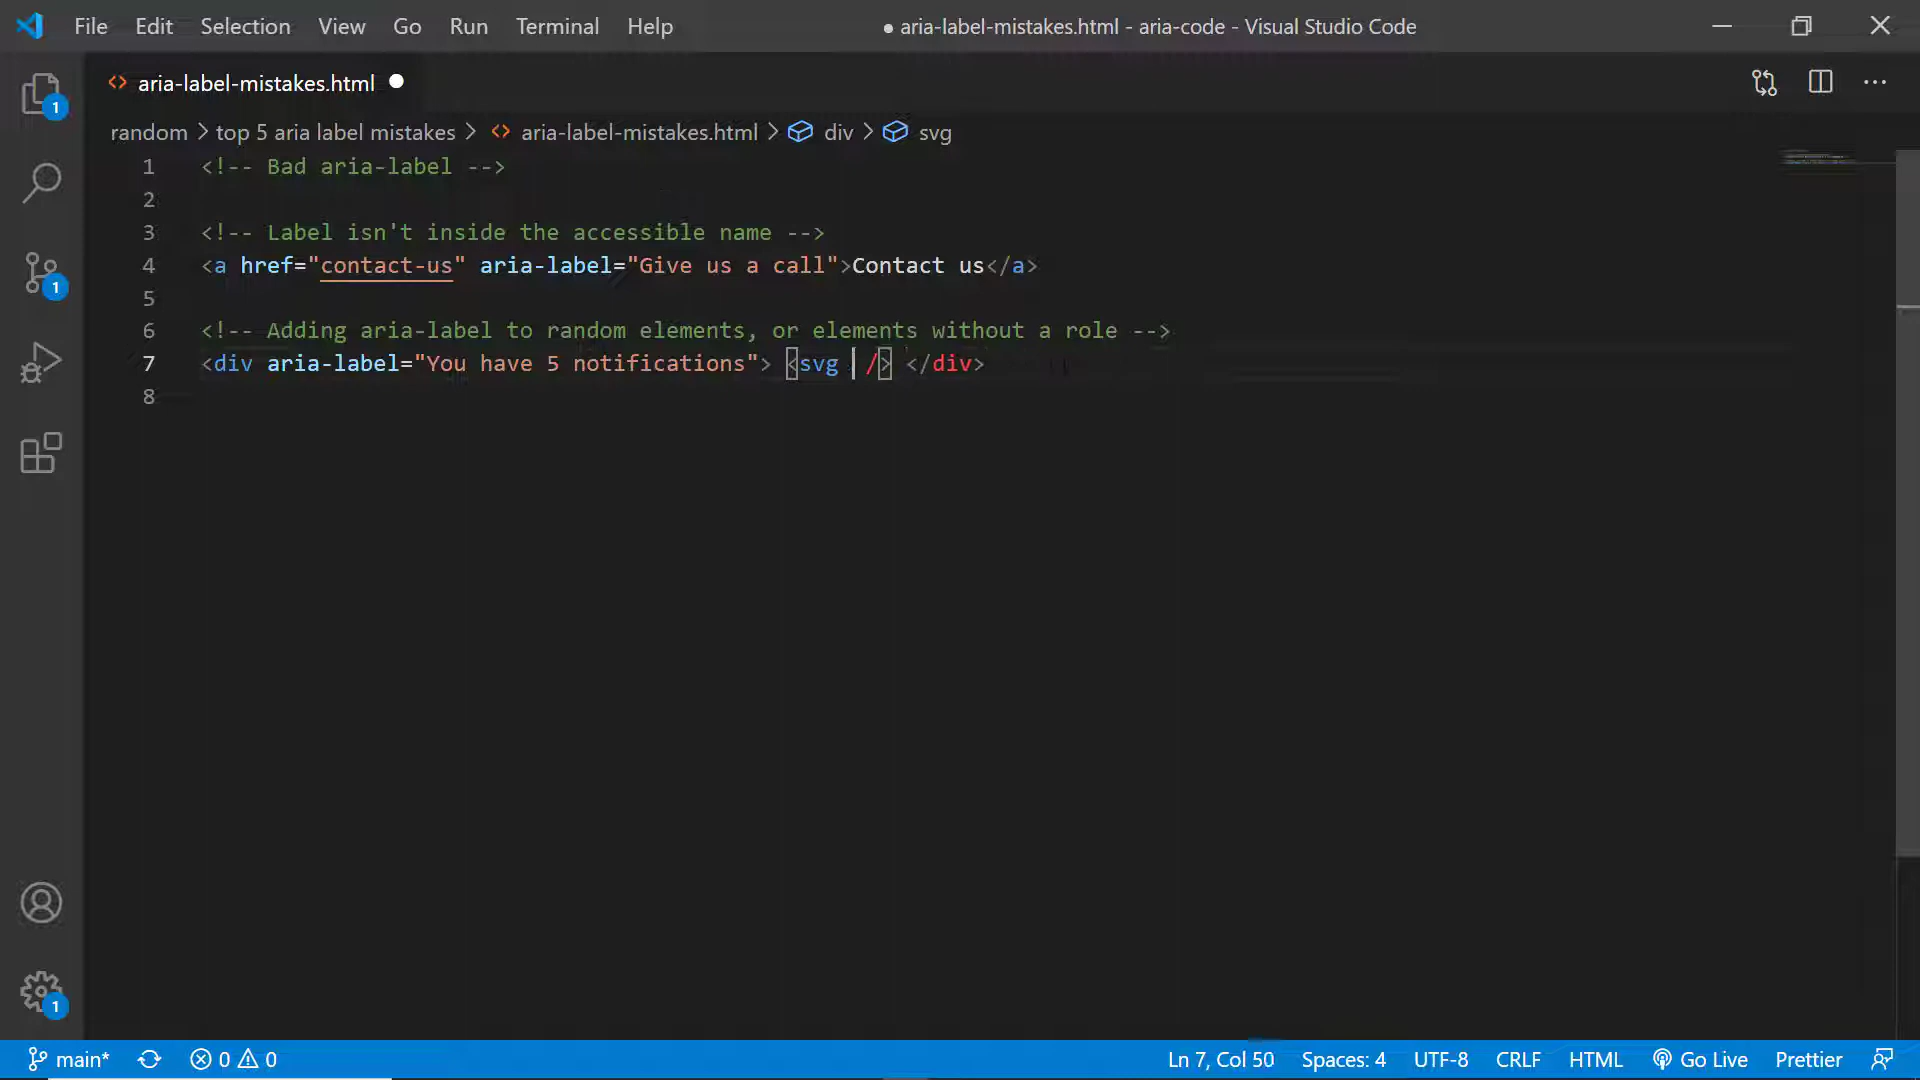 File Edit Selection View Go Run Terminal Help ● aria-label-mistakes.html - aria-code - Visual Studio Code
<> aria-label-mistakes.html ●
random > top 5 aria label mistakes > <> aria-label-mistakes.html > div > svg
1 <!-- Bad aria-label -->
2
3 <!-- Label isn't inside the accessible name -->
4 <a href="contact-us" aria-label="Give us a call">Contact us</a>
5
6 <!-- Adding aria-label to random elements, or elements without a role -->
7 <div aria-label="You have 5 notifications"> <svg  /> </div>
8
1
1
1
main* 0 0 Ln 7, Col 50 Spaces: 4 UTF-8 CRLF HTML Go Live Prettier